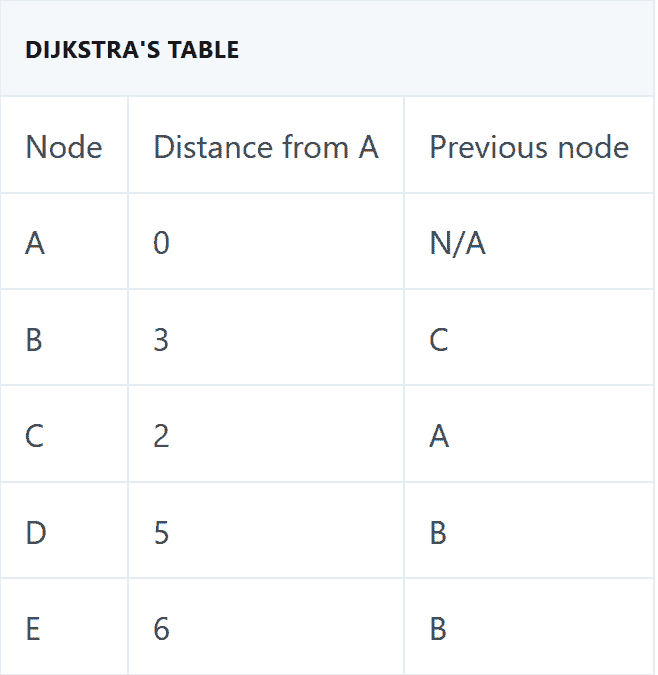 DIJKSTRA'S TABLE
Node Distance from A Previous node
A 0 N/A
B 3 C
C 2 A
D 5 B
E 6 B